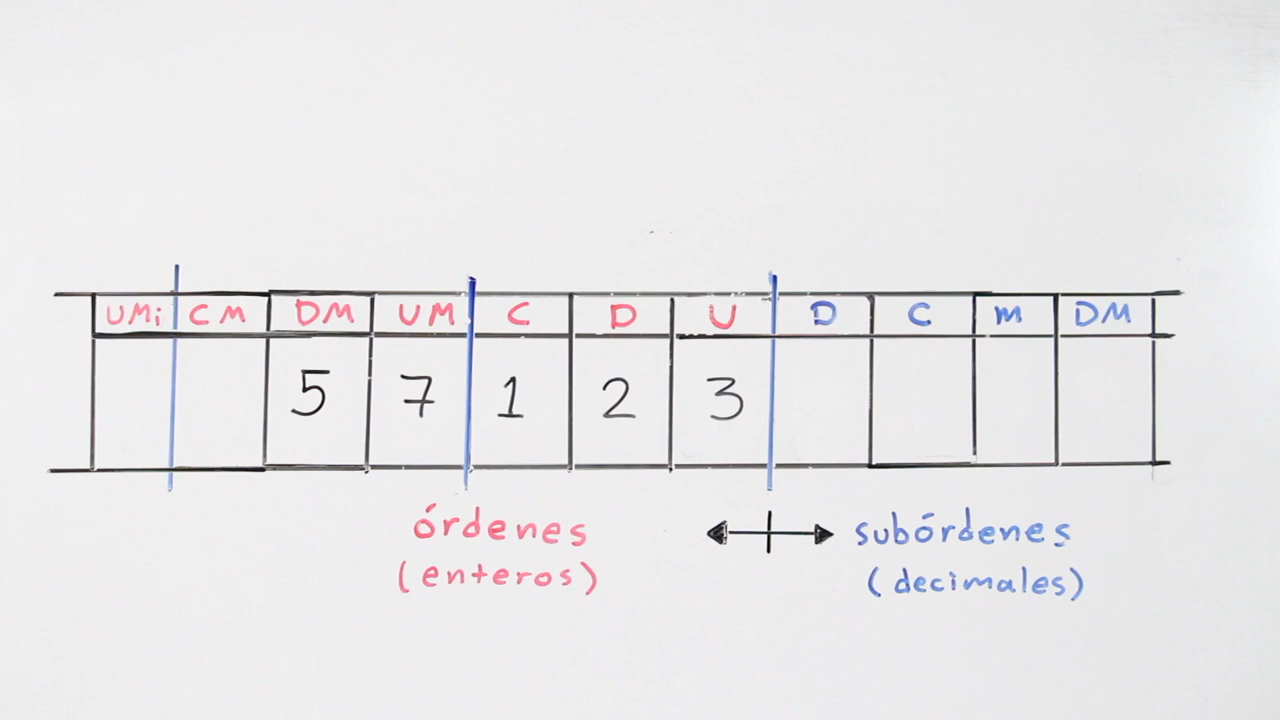 UMi CM DM UM C D U D C m DM
5 7 1 2 3
órdenes subórdenes
(enteros) (decimales)